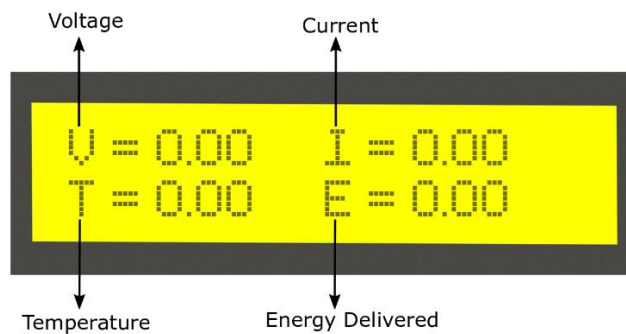 Voltage Current
V = 0.00 I = 0.00
T = 0.00 E = 0.00
Temperature Energy Delivered